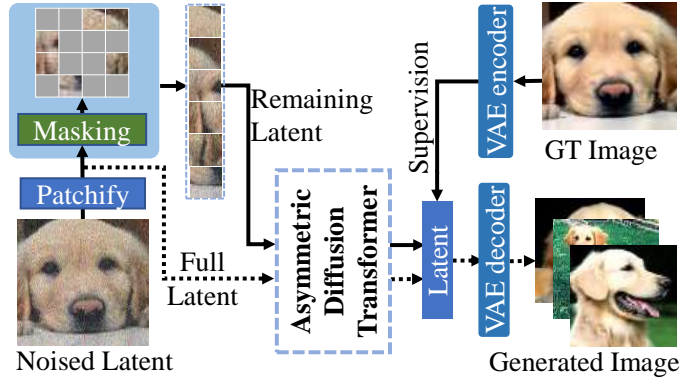 Masking
Patchify
Noised Latent
Remaining
Latent
Full
Latent
Asymmetric
Diffusion
Transformer
Supervision
Latent
VAE encoder
GT Image
VAE decoder
Generated Image